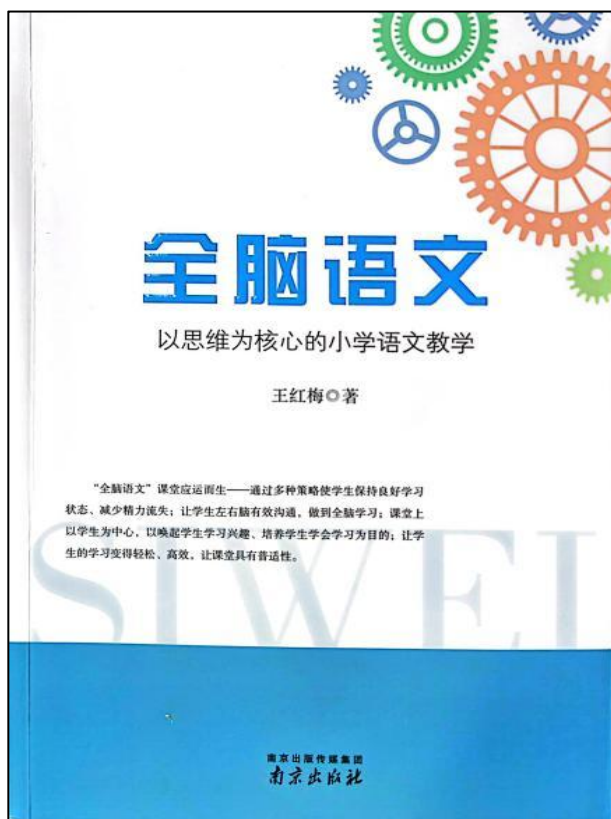 全脑语文
以思维为核心的小学语文教学
王红梅◎著
“全脑语文”课堂应运而生——通过多种策略使学生保持良好学习
状态、减少精力流失；让学生左右脑有效沟通，做到全脑学习；课堂上
以学生为中心，以唤起学生学习兴趣、培养学生学会学习为目的；让学
生的学习变得轻松、高效，让课堂具有普适性。
SIWEI
南京出版传媒集团
南京出版社